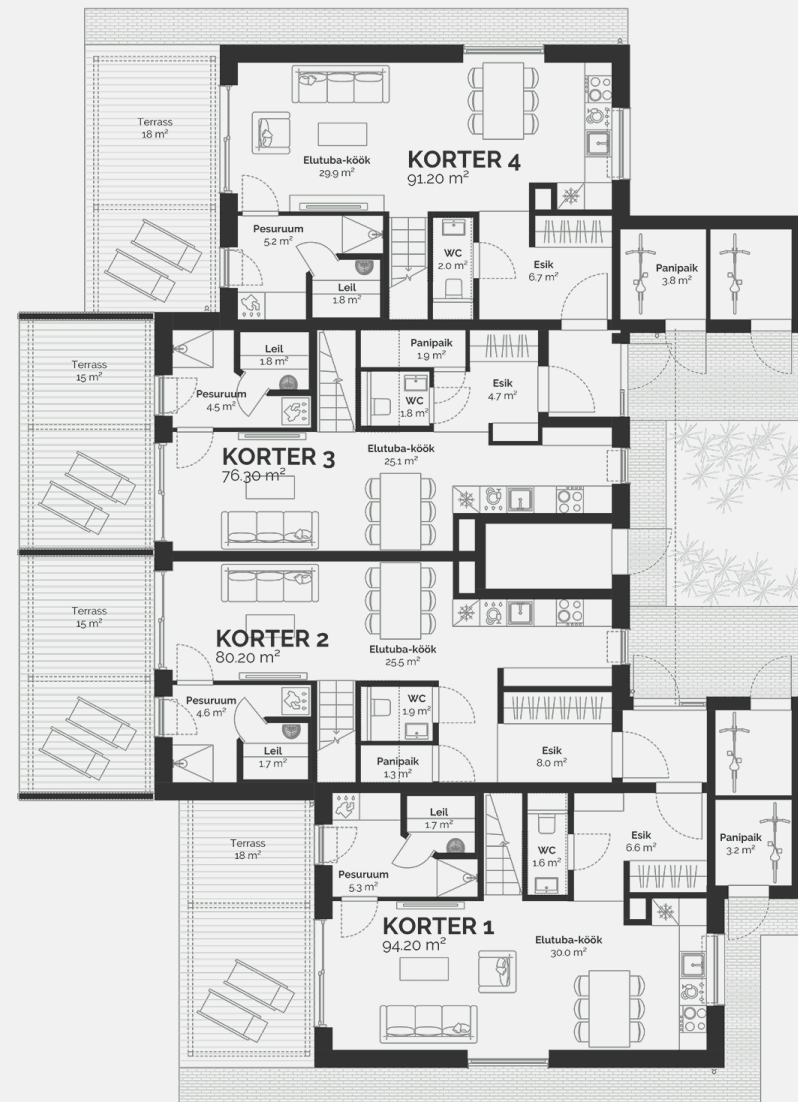 Terrass
18 m²
Elutuba-köök
29.9 m²
KORTER 4
91.20 m²
Pesuruum
5.2 m²
WC
2.0 m²
Esik
6.7 m²
Panipaik
3.8 m²
Leil
1.8 m²
Terrass
15 m²
Leil
1.8 m²
Panipaik
1.9 m²
Pesuruum
4.5 m²
WC
1.8 m²
Esik
4.7 m²
KORTER 3
76.30 m²
Elutuba-köök
25.1 m²
Terrass
15 m²
KORTER 2
80.20 m²
Elutuba-köök
25.5 m²
Pesuruum
4.6 m²
WC
1.9 m²
Leil
1.7 m²
Panipaik
1.3 m²
Esik
8.0 m²
Terrass
18 m²
Leil
1.7 m²
Pesuruum
5.3 m²
WC
1.6 m²
Esik
6.6 m²
Panipaik
3.2 m²
KORTER 1
94.20 m²
Elutuba-köök
30.0 m²